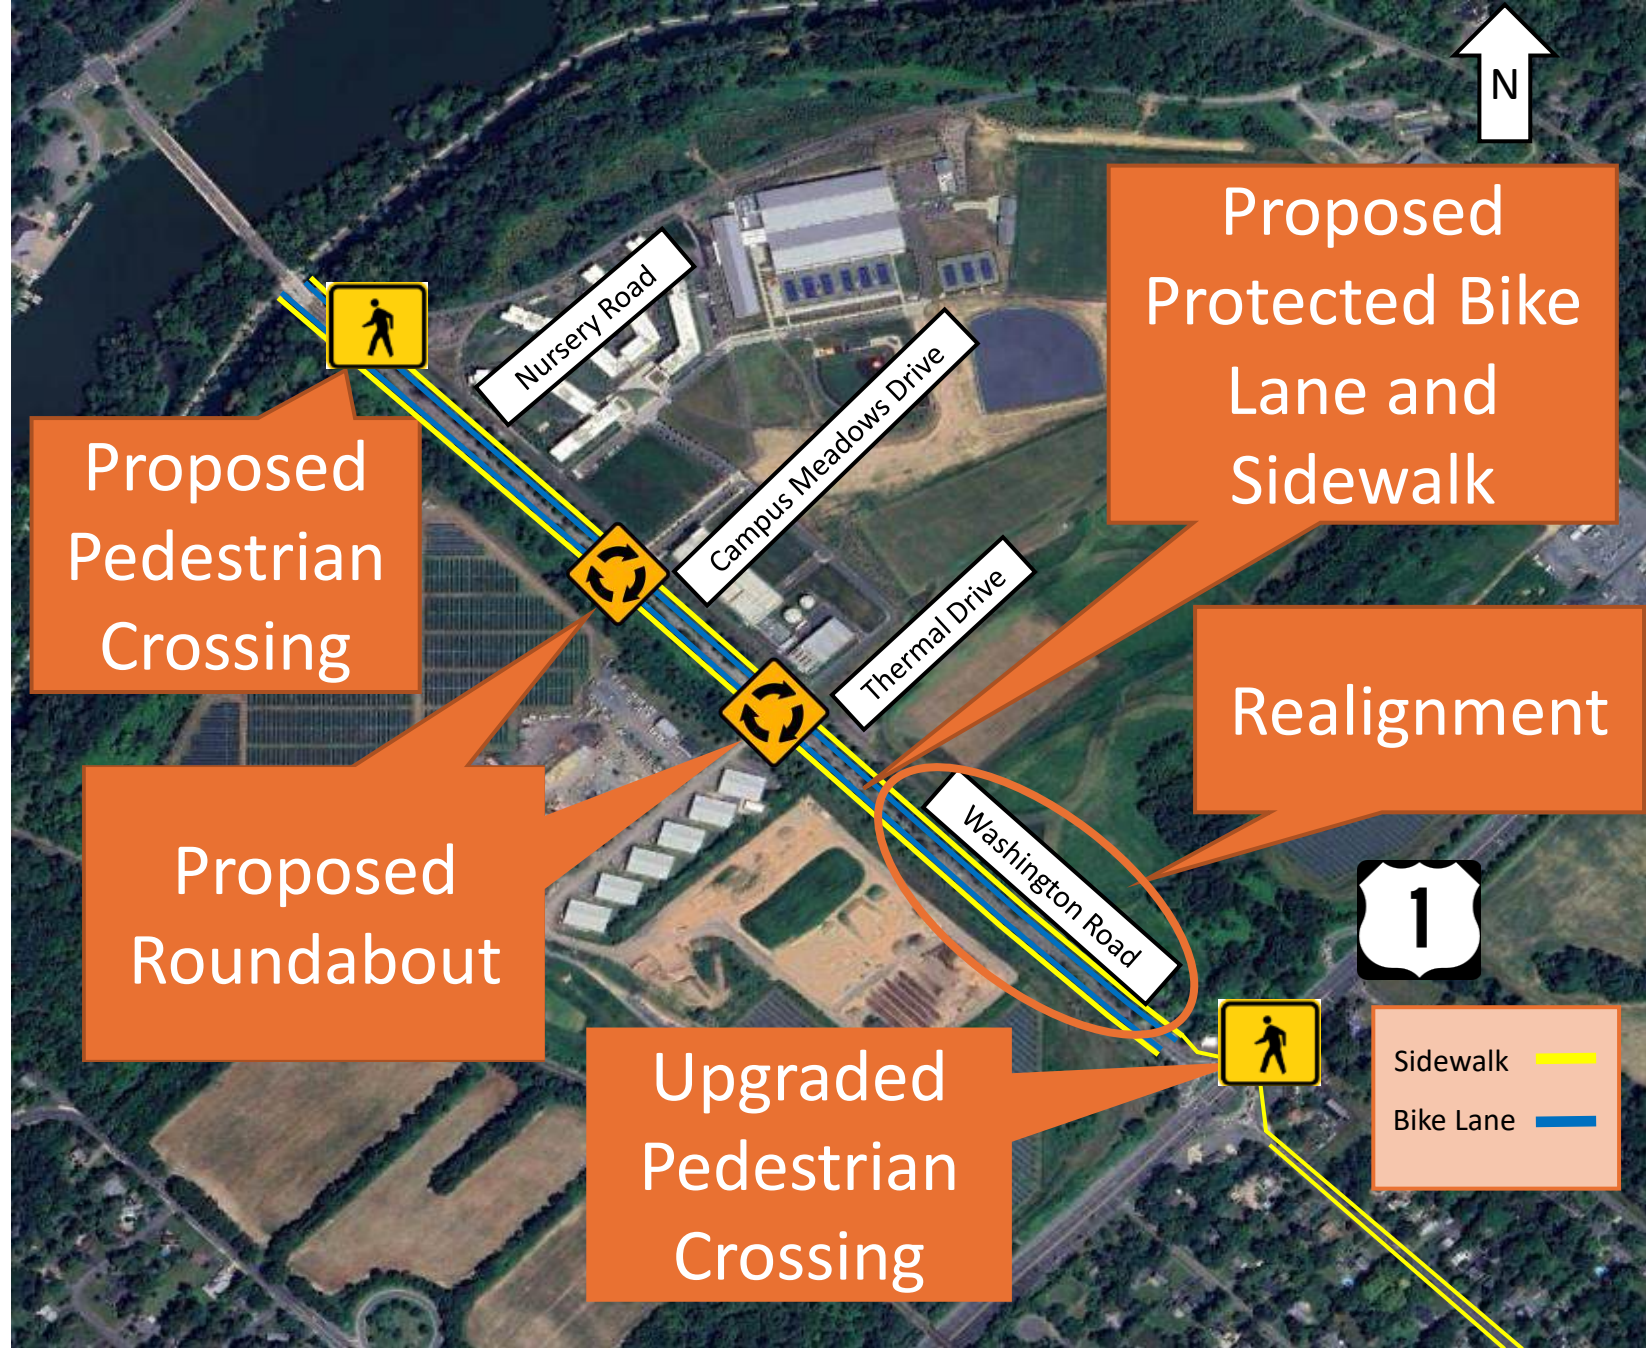 N
Proposed
Protected Bike
Lane and
Sidewalk
Nursery Road
Campus Meadows Drive
Proposed
Pedestrian
Crossing
Thermal Drive
Realignment
Washington Road
Proposed
Roundabout
1
Upgraded
Pedestrian
Crossing
Sidewalk
Bike Lane